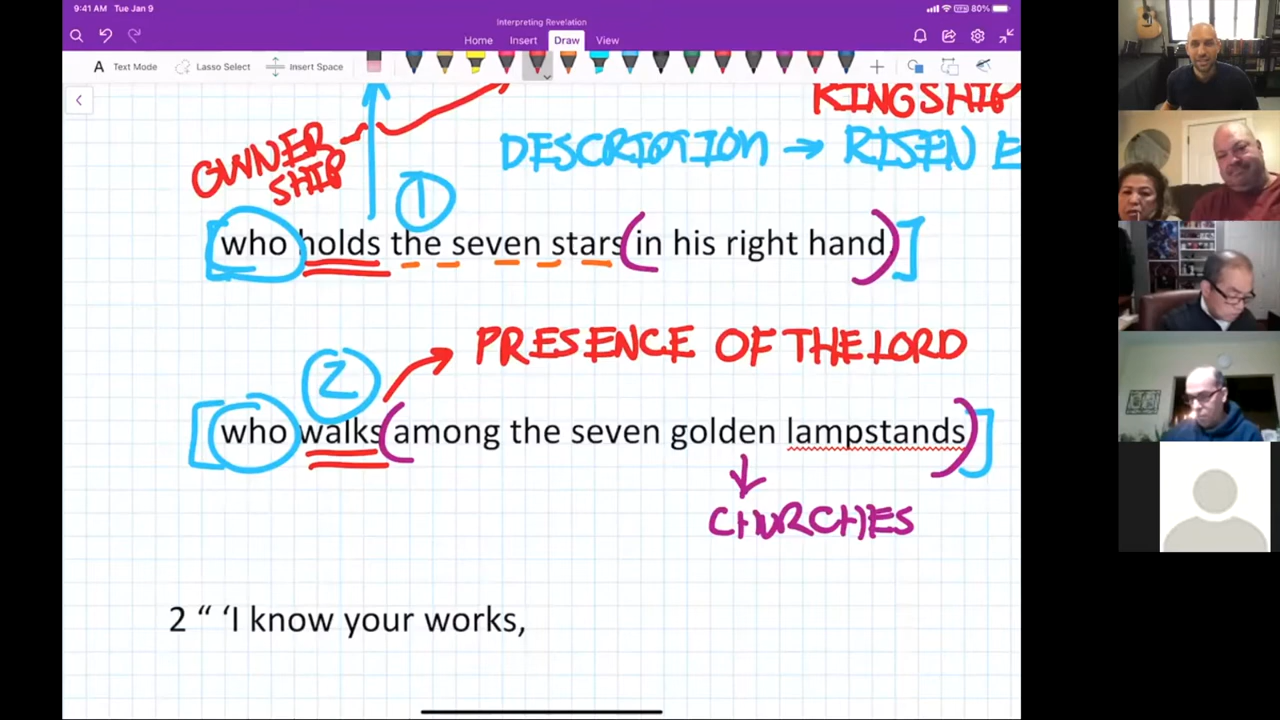 9:41 AM Tue Jan 9
80%
Interpreting Revelation
Home Insert Draw View
A Text Mode Lasso Select Insert Space
KINGSHIP
OWNER
SHIP
DESCRIPTION → RISEN E
1
[who holds the seven stars (in his right hand.)]
PRESENCE OF THE LORD
2
[who walks (among the seven golden lampstands)]
CHURCHES
2 “ ‘I know your works,